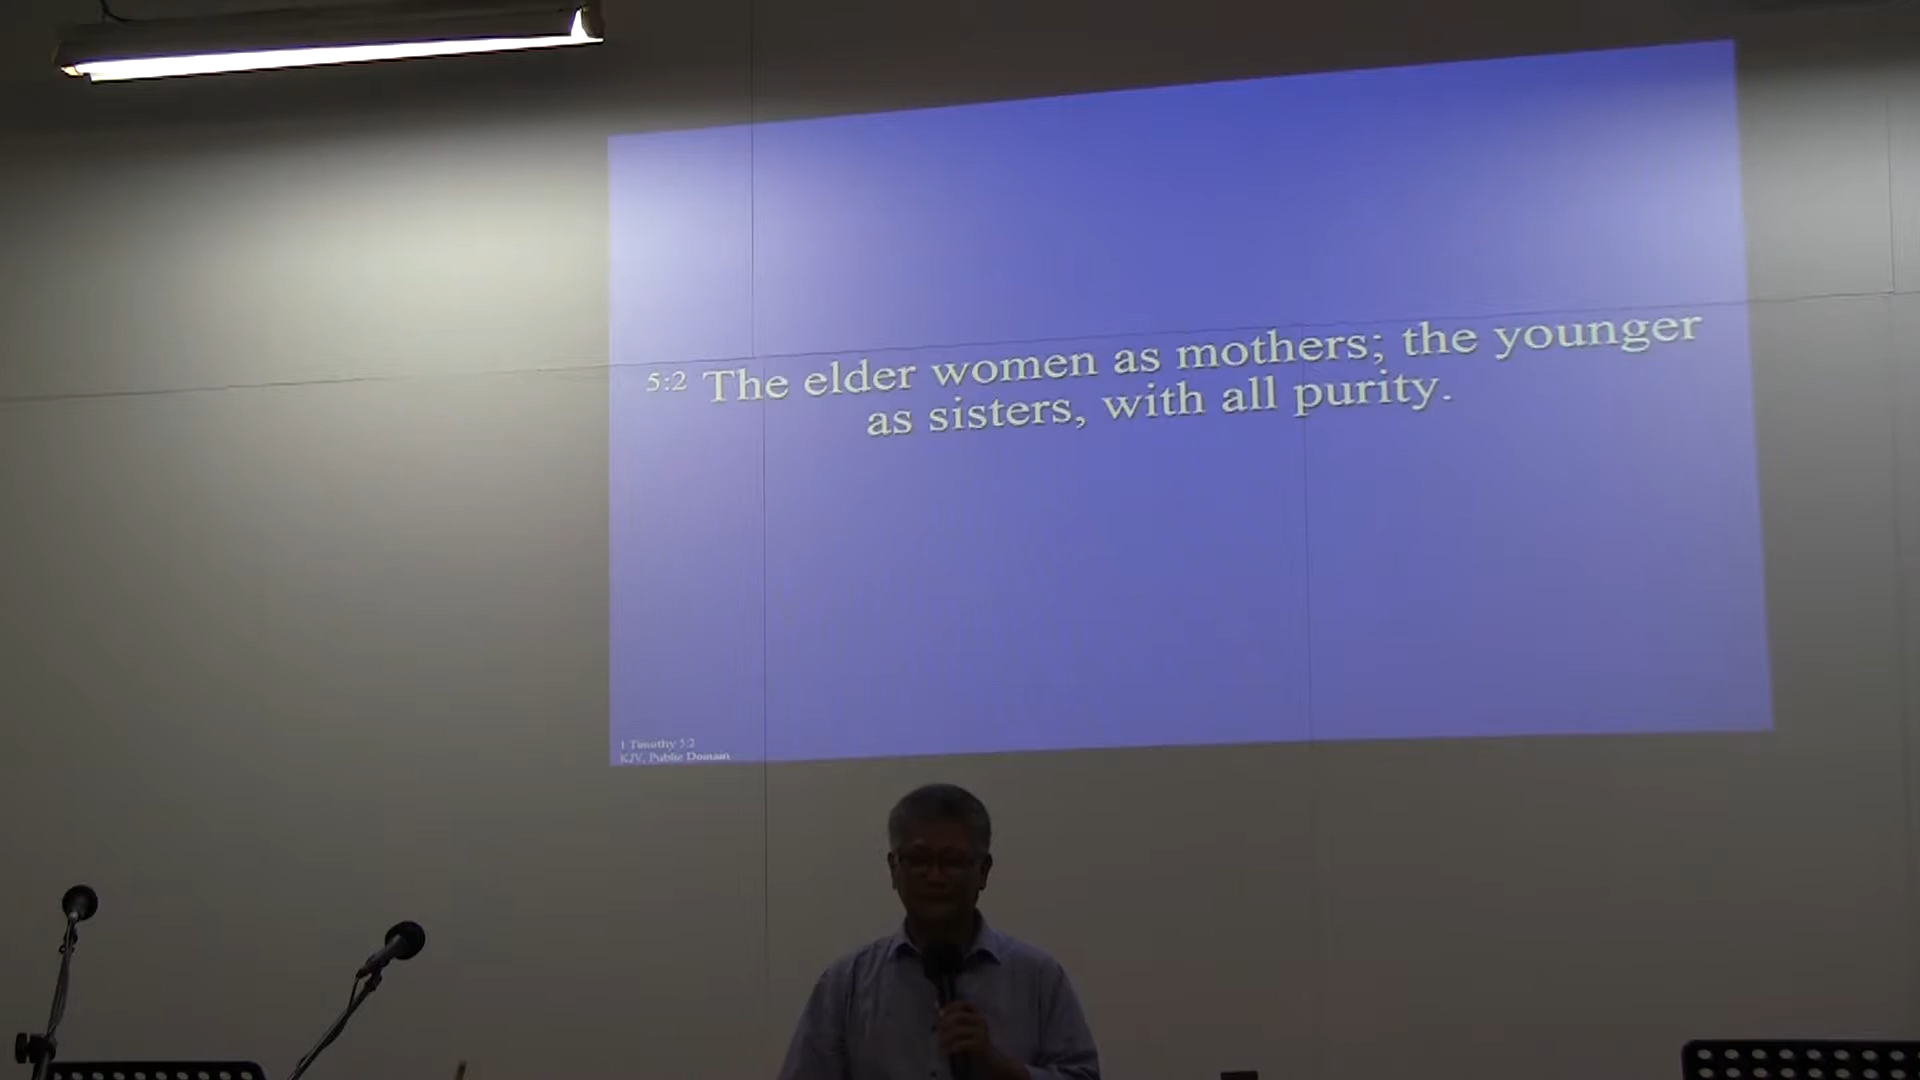 5:2 The elder women as mothers; the younger
as sisters, with all purity.
1 Timothy 5:2
KJV, Public Domain